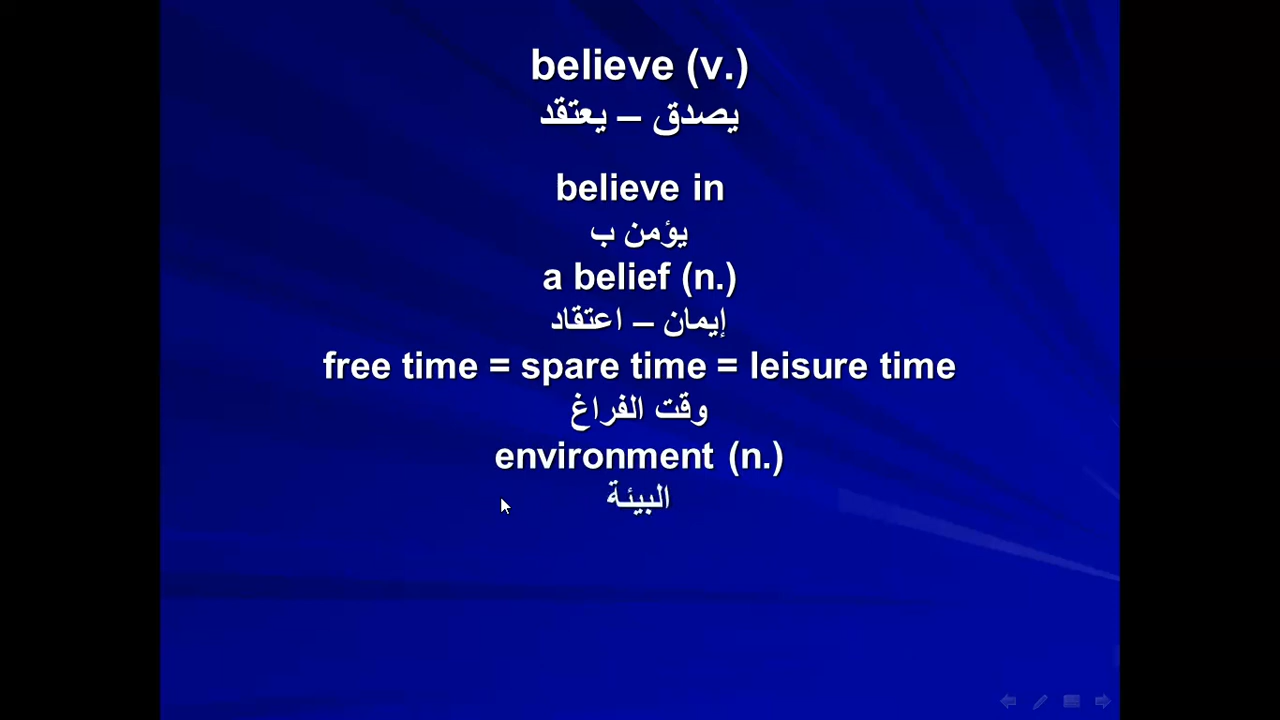 believe (v.)
يصدق – يعتقد
believe in
يؤمن ب
a belief (n.)
إيمان – اعتقاد
free time = spare time = leisure time
وقت الفراغ
environment (n.)
البيئة